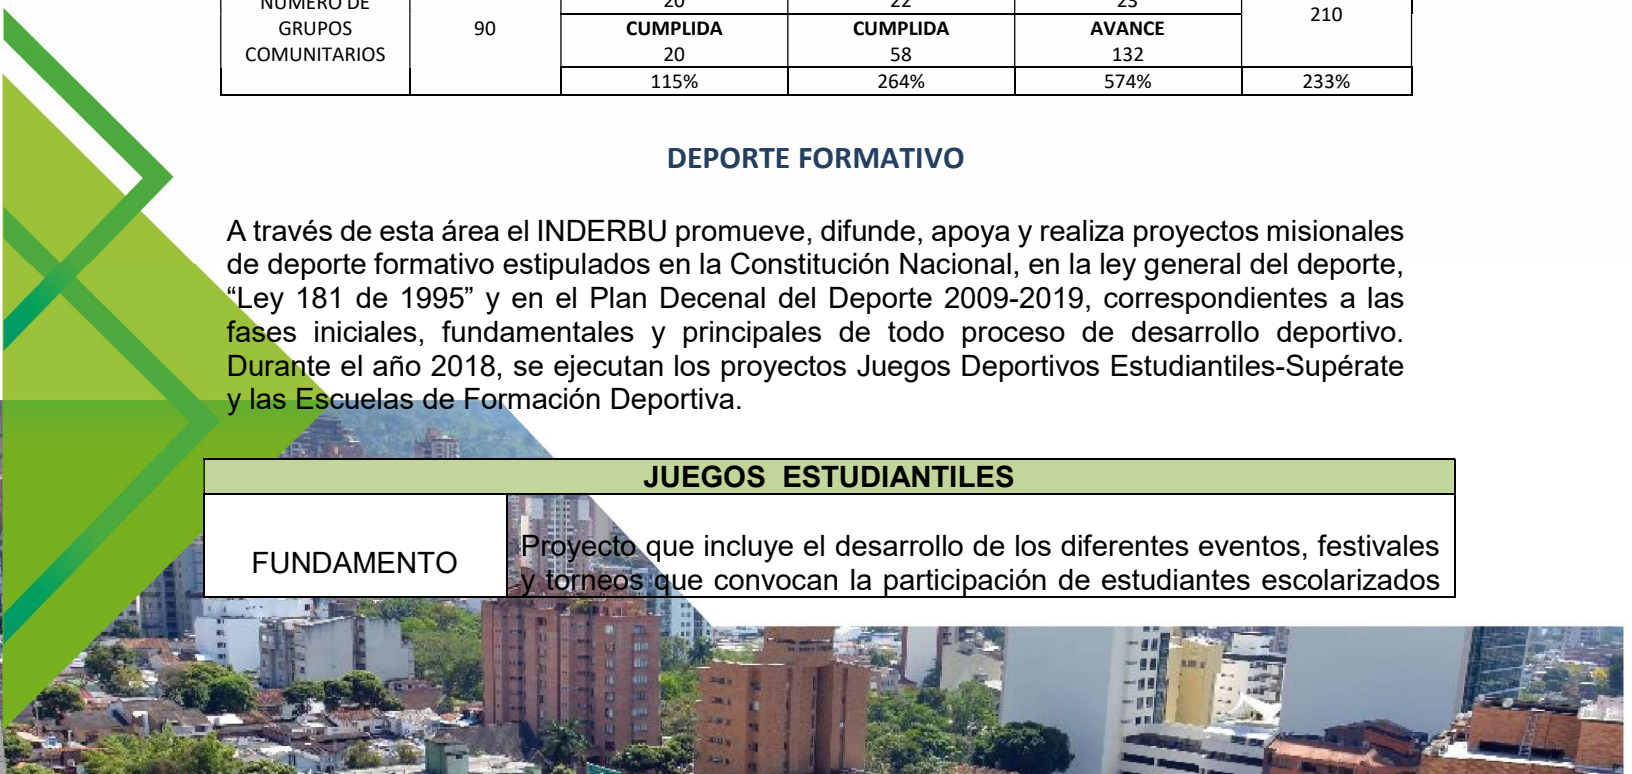 NÚMERO DE GRUPOS COMUNITARIOS 90 20 22 23 210
CUMPLIDA CUMPLIDA AVANCE
20 58 132
115% 264% 574% 233%
DEPORTE FORMATIVO
A través de esta área el INDERBU promueve, difunde, apoya y realiza proyectos misionales
de deporte formativo estipulados en la Constitución Nacional, en la ley general del deporte,
“Ley 181 de 1995” y en el Plan Decenal del Deporte 2009-2019, correspondientes a las
fases iniciales, fundamentales y principales de todo proceso de desarrollo deportivo.
Durante el año 2018, se ejecutan los proyectos Juegos Deportivos Estudiantiles-Supérate
y las Escuelas de Formación Deportiva.
JUEGOS ESTUDIANTILES
FUNDAMENTO
Proyecto que incluye el desarrollo de los diferentes eventos, festivales
y torneos que convocan la participación de estudiantes escolarizados